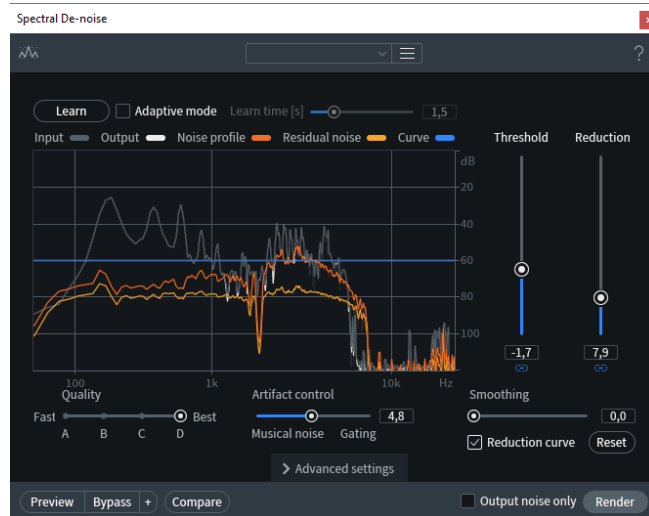 Spectral De-noise
?
Learn Adaptive mode Learn time [s] 1,5
Input Output Noise profile Residual noise Curve Threshold Reduction
dB
-20
-40
-60
-80
-100
100 1k 10k Hz
-1,7 7,9
Quality Artifact control Smoothing
Fast Best 4,8 0,0
A B C D Musical noise Gating Reduction curve Reset
Advanced settings
Preview Bypass + Compare Output noise only Render